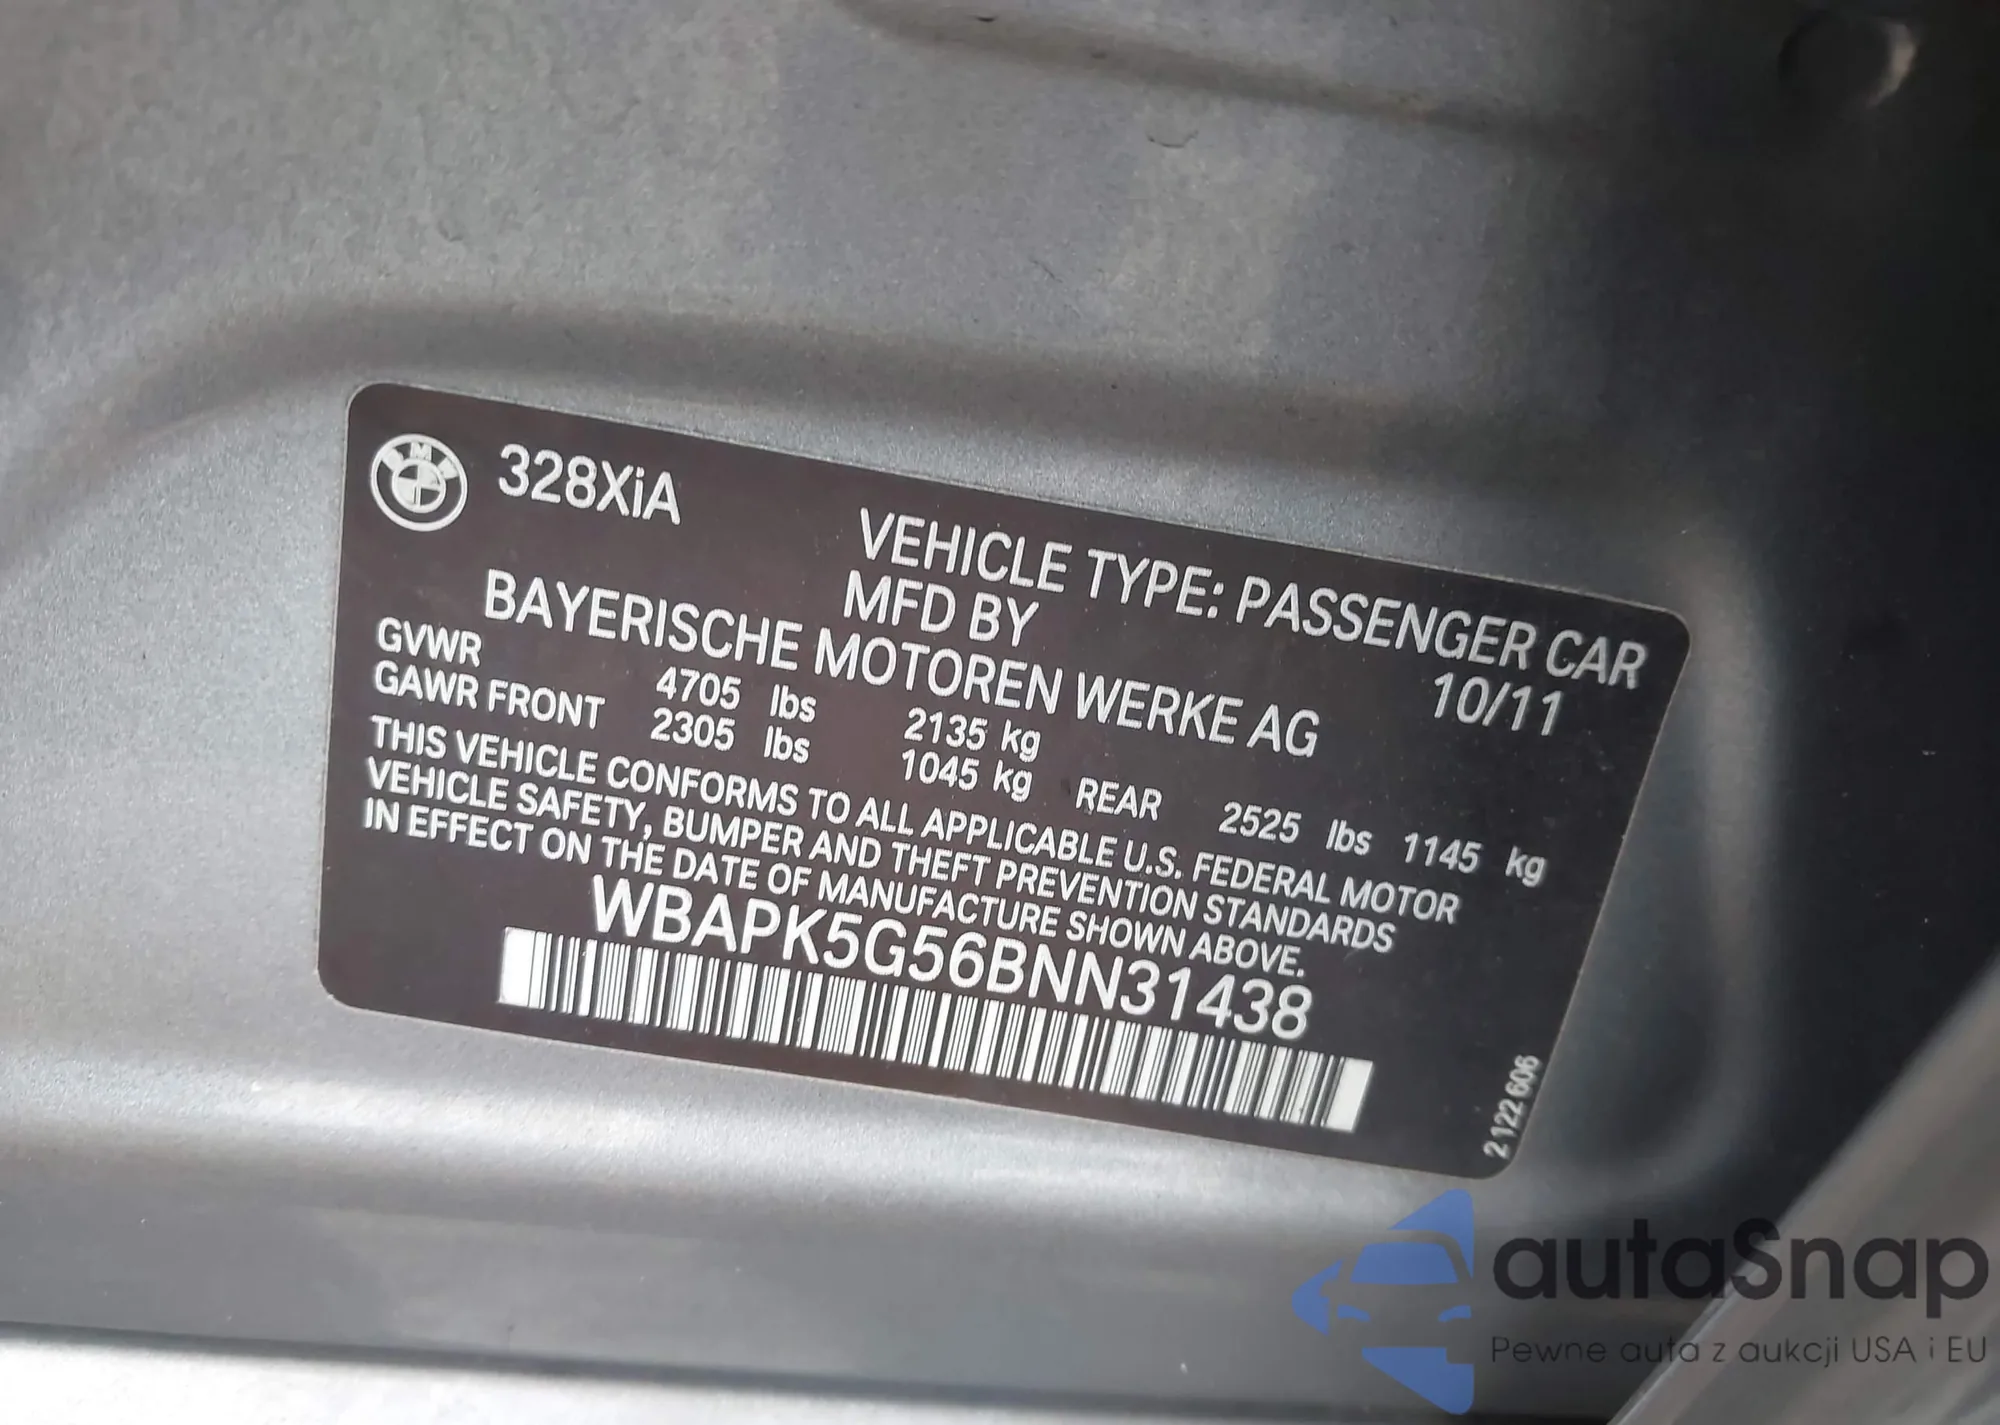 BMW 328XiA
VEHICLE TYPE: PASSENGER CAR
MFD BY 10/11
BAYERISCHE MOTOREN WERKE AG
GVWR 4705 lbs 2135 kg
GAWR FRONT 2305 lbs 1045 kg REAR 2525 lbs 1145 kg
THIS VEHICLE CONFORMS TO ALL APPLICABLE U.S. FEDERAL MOTOR
VEHICLE SAFETY, BUMPER AND THEFT PREVENTION STANDARDS
IN EFFECT ON THE DATE OF MANUFACTURE SHOWN ABOVE.
WBAPK5G56BNN31438
2 122 606
autaSnap
Pewne auta z aukcji USA i EU